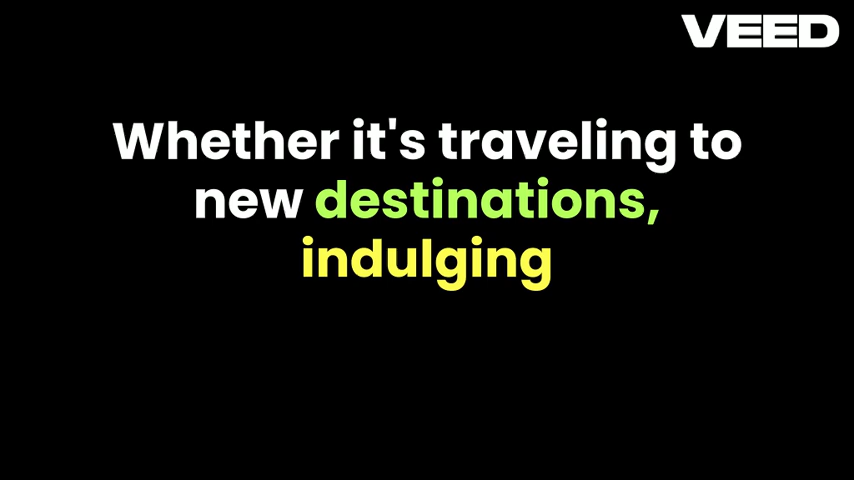 VEED
Whether it's traveling to
new destinations,
indulging